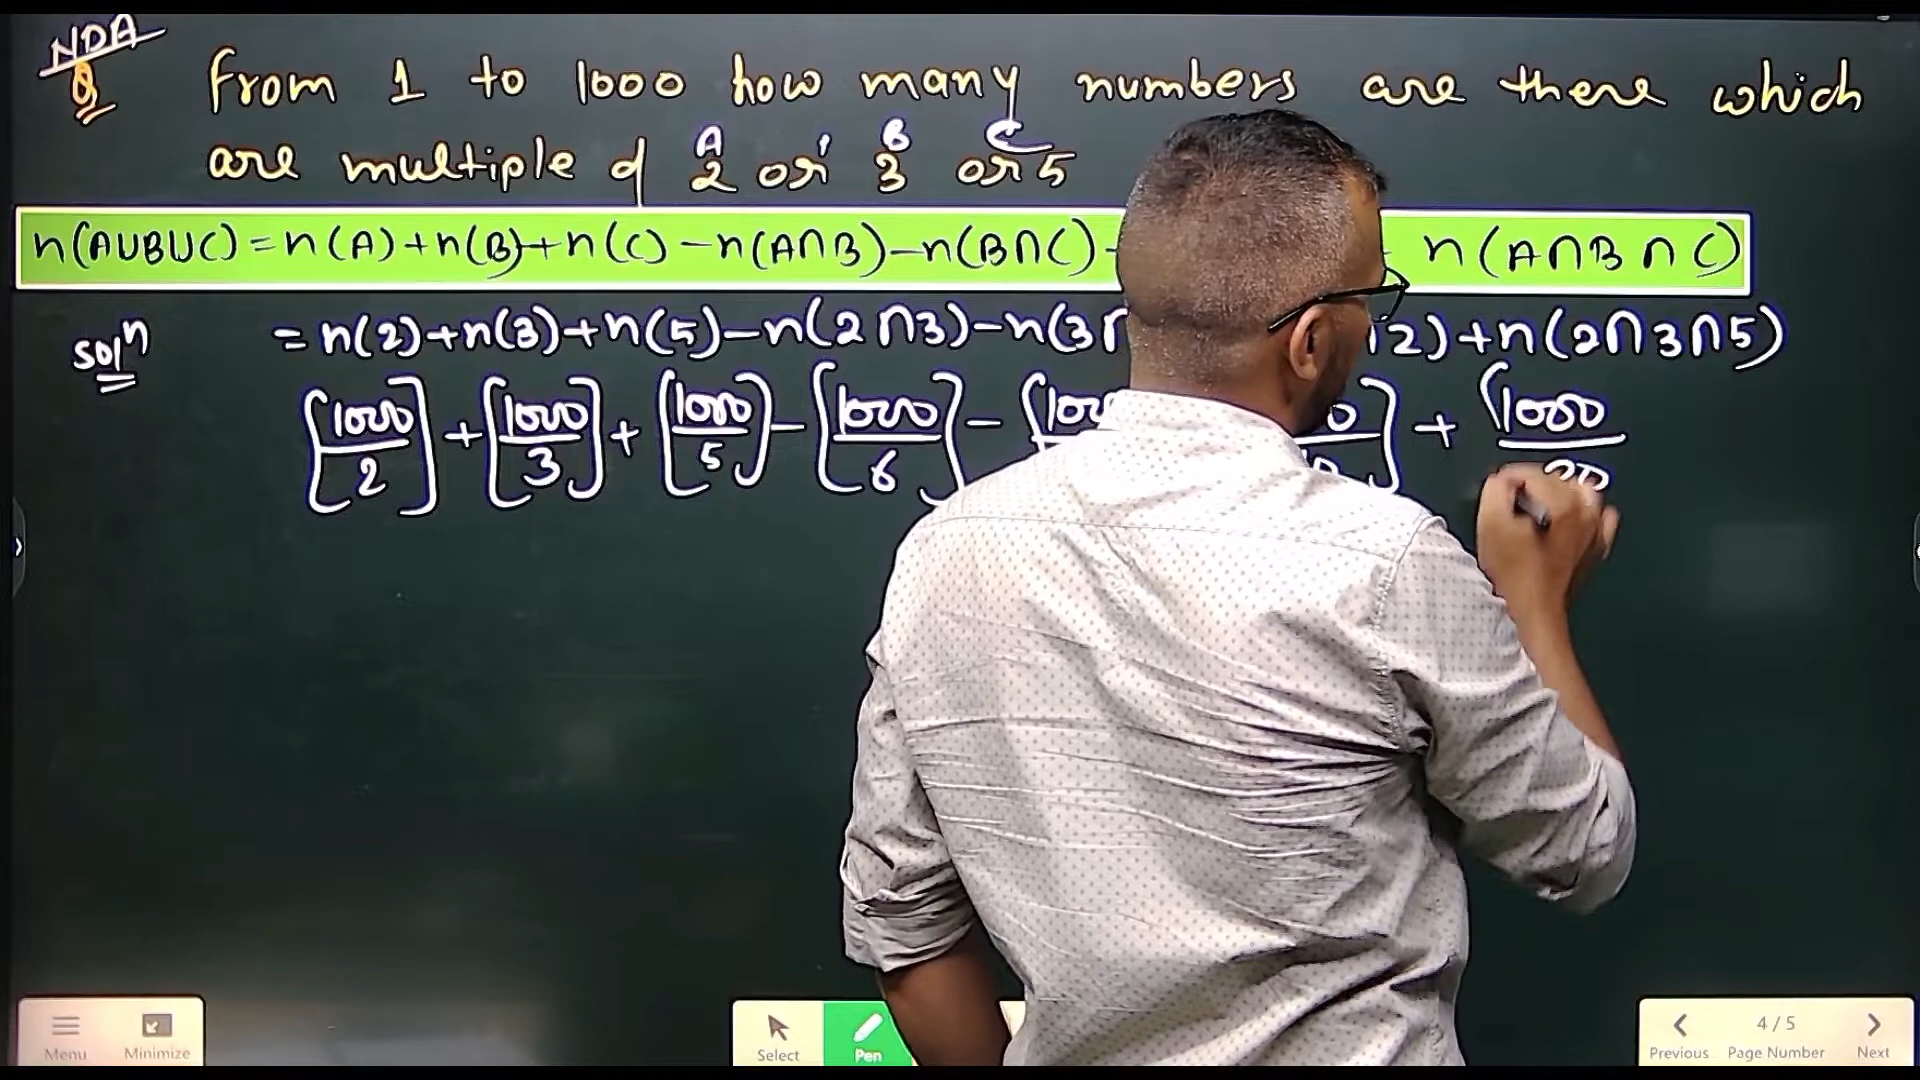 NDA
Q From 1 to 1000 how many numbers are there which
A B C
are multiple of 2 or 3 or 5
n(A∪B∪C)=n(A)+n(B)+n(C)-n(A∩B)-n(B∩C)- n(A∩B∩C)
solⁿ = n(2)+n(3)+n(5)-n(2∩3)-n(3∩ 2)+n(2∩3∩5)
[1000/2]+[1000/3]+[1000/5]-[1000/6]- ]+[1000/30
Menu Minimize Select Pen Previous 4/5 Page Number Next